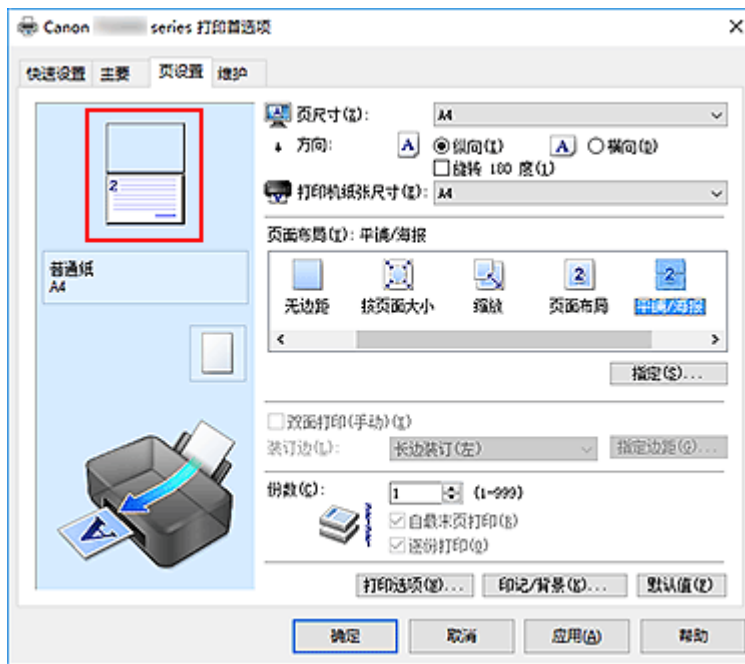 Canon series 打印首选项
快速设置 主要 页设置 维护
2
普通纸
A4
页尺寸(Z): A4
方向: A 纵向(T) A 横向(D)
旋转 180 度(1)
打印机纸张尺寸(E): A4
页面布局(I): 平铺/海报
2 2
无边距 按页面大小 缩放 页面布局 平铺/海报
指定(S)...
双面打印(手动)(X)
装订边(L): 长边装订(左) 指定边距(G)...
份数(C): 1 (1-999)
自最末页打印(R)
逐份打印(O)
A
打印选项(N)... 印记/背景(K)... 默认值(F)
确定 取消 应用(A) 帮助